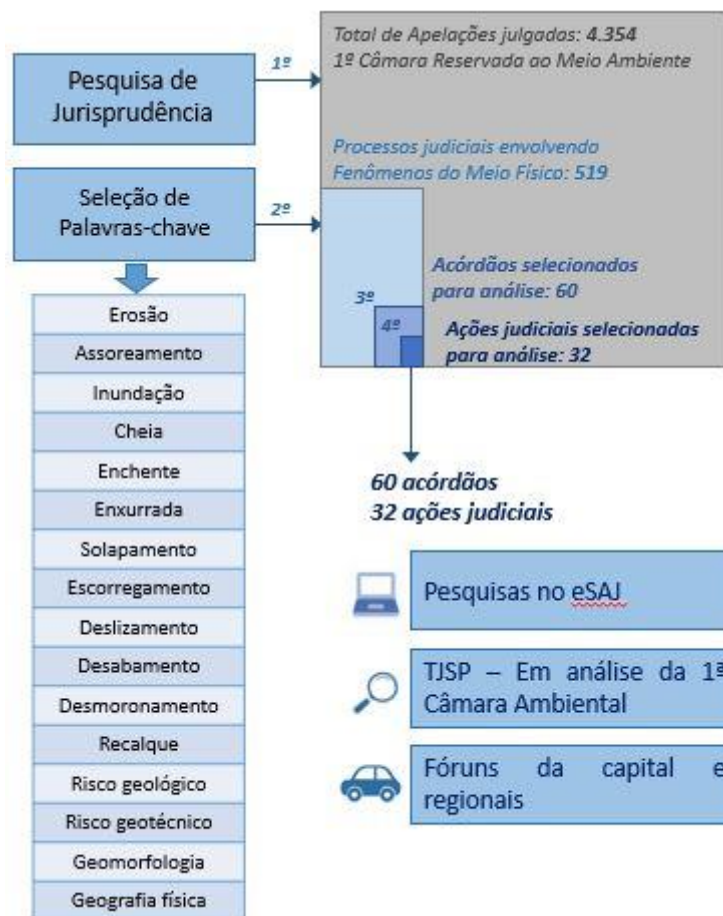 Pesquisa de
Jurisprudência
1º
Total de Apelações julgadas: 4.354
1º Câmara Reservada ao Meio Ambiente
Processos judiciais envolvendo
Fenômenos do Meio Físico: 519
Seleção de
Palavras-chave
2º
Acórdãos selecionados
para análise: 60
3º
4º
Ações judiciais selecionadas
para análise: 32
Erosão
Assoreamento
Inundação
Cheia
Enchente
Enxurrada
Solapamento
Escorregamento
Deslizamento
Desabamento
Desmoronamento
Recalque
Risco geológico
Risco geotécnico
Geomorfologia
Geografia física
60 acórdãos
32 ações judiciais
Pesquisas no eSAJ
TJSP – Em análise da 1ª
Câmara Ambiental
Fóruns da capital e
regionais